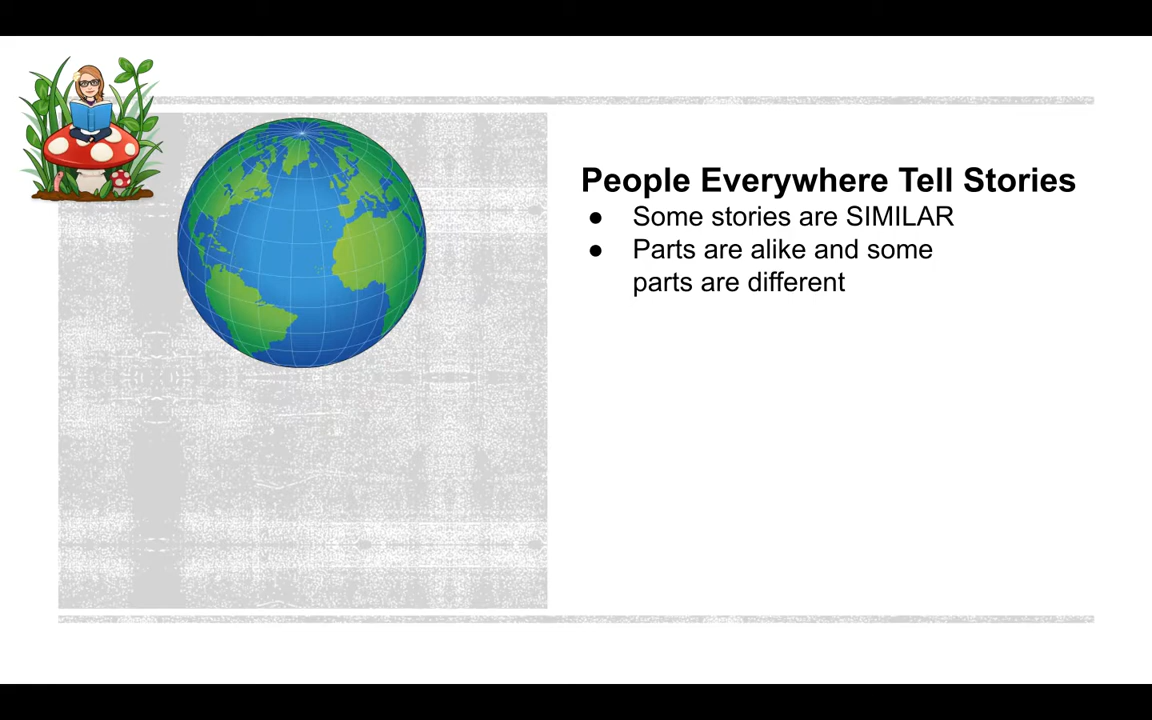 People Everywhere Tell Stories
● Some stories are SIMILAR
● Parts are alike and some
parts are different